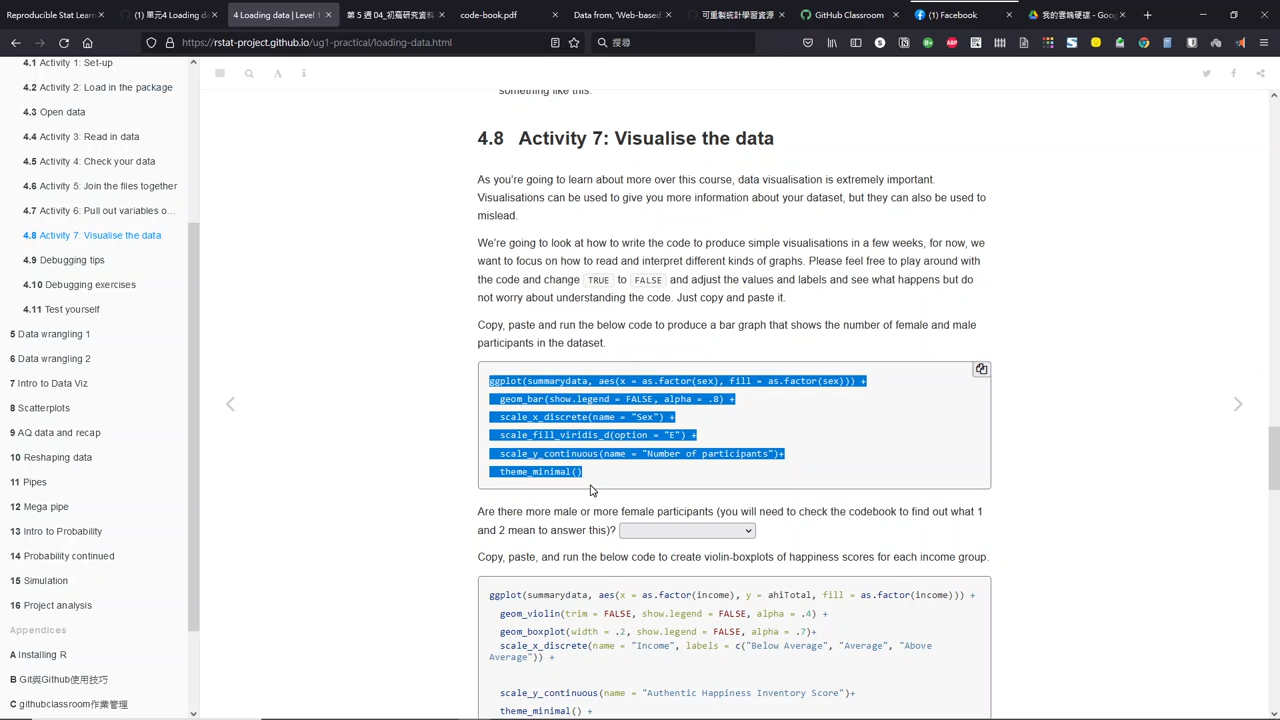 Reproducible Stat Learn
(1) 單元4 Loading da
4 Loading data | Level 1
第 5 週 04_初窺研究資料
code-book.pdf
Data from, 'Web-based
可重製統計學習資源
GitHub Classroom
(1) Facebook
我的雲端硬碟 - Goog
https://rstat-project.github.io/ug1-practical/loading-data.html
搜尋
4.1 Activity 1: Set-up
4.2 Activity 2: Load in the package
4.3 Open data
4.4 Activity 3: Read in data
4.5 Activity 4: Check your data
4.6 Activity 5: Join the files together
4.7 Activity 6: Pull out variables o...
4.8 Activity 7: Visualise the data
4.9 Debugging tips
4.10 Debugging exercises
4.11 Test yourself
5 Data wrangling 1
6 Data wrangling 2
7 Intro to Data Viz
8 Scatterplots
9 AQ data and recap
10 Reshaping data
11 Pipes
12 Mega pipe
13 Intro to Probability
14 Probability continued
15 Simulation
16 Project analysis
Appendices
A Installing R
B Git與Github使用技巧
C githubclassroom作業管理
something like this.
4.8 Activity 7: Visualise the data
As you’re going to learn about more over this course, data visualisation is extremely important.
Visualisations can be used to give you more information about your dataset, but they can also be used to
mislead.
We’re going to look at how to write the code to produce simple visualisations in a few weeks, for now, we
want to focus on how to read and interpret different kinds of graphs. Please feel free to play around with
the code and change TRUE to FALSE and adjust the values and labels and see what happens but do
not worry about understanding the code. Just copy and paste it.
Copy, paste and run the below code to produce a bar graph that shows the number of female and male
participants in the dataset.
ggplot(summarydata, aes(x = as.factor(sex), fill = as.factor(sex))) +
geom_bar(show.legend = FALSE, alpha = .8) +
scale_x_discrete(name = "Sex") +
scale_fill_viridis_d(option = "E") +
scale_y_continuous(name = "Number of participants")+
theme_minimal()
Are there more male or more female participants (you will need to check the codebook to find out what 1
and 2 mean to answer this)?
Copy, paste, and run the below code to create violin-boxplots of happiness scores for each income group.
ggplot(summarydata, aes(x = as.factor(income), y = ahiTotal, fill = as.factor(income))) +
geom_violin(trim = FALSE, show.legend = FALSE, alpha = .4) +
geom_boxplot(width = .2, show.legend = FALSE, alpha = .7)+
scale_x_discrete(name = "Income", labels = c("Below Average", "Average", "Above
Average")) +
scale_y_continuous(name = "Authentic Happiness Inventory Score")+
theme_minimal() +